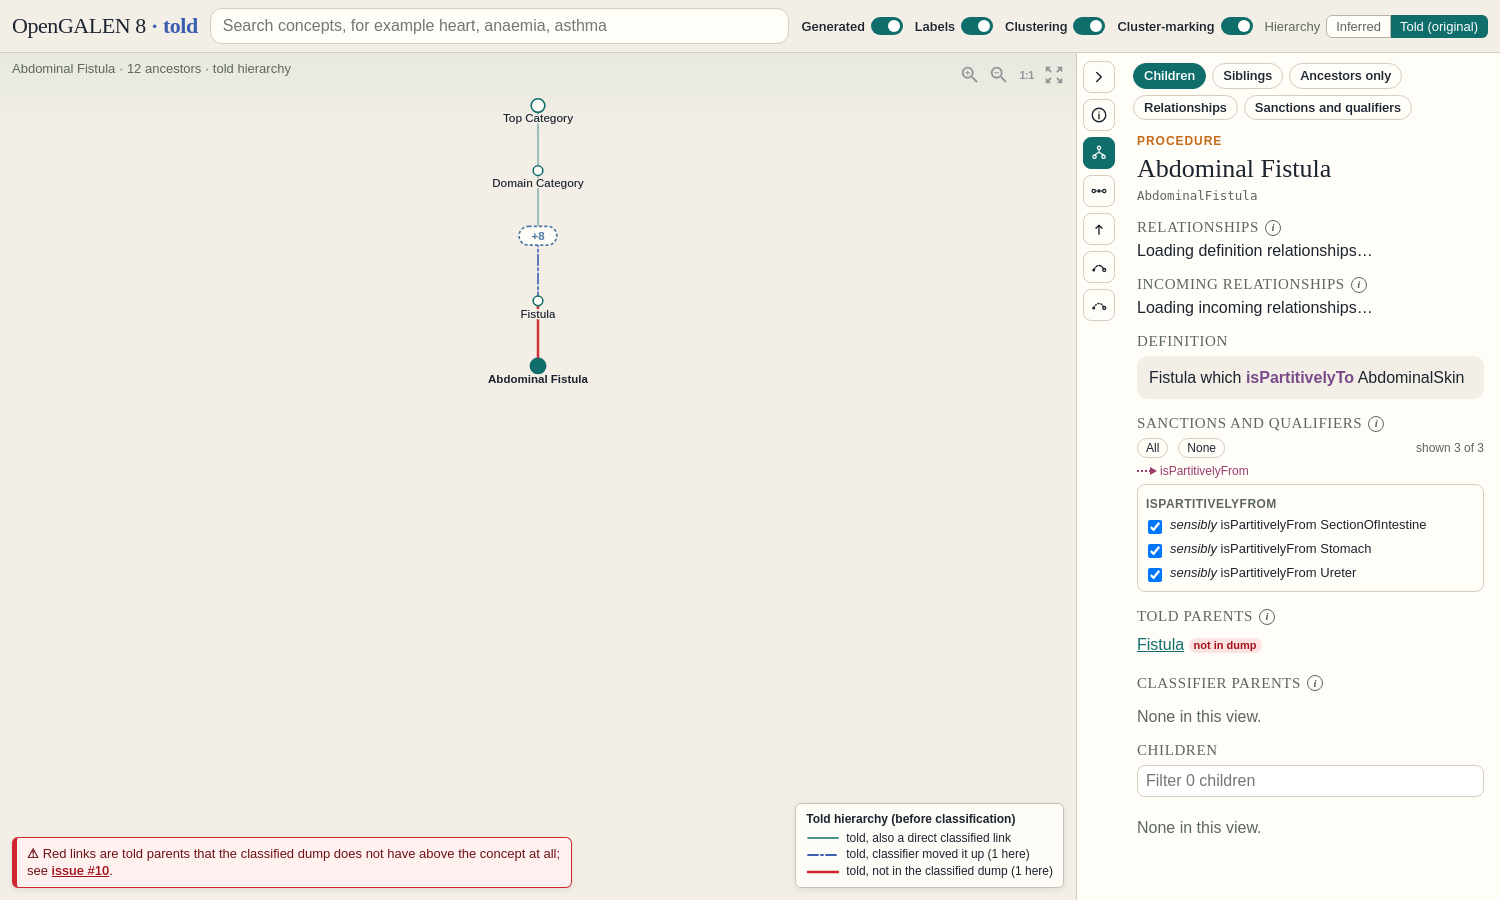 OpenGALEN 8 · told
Search concepts, for example heart, anaemia, asthma
Generated
Labels
Clustering
Cluster-marking
Hierarchy
Inferred
Told (original)
Abdominal Fistula · 12 ancestors · told hierarchy
1:1
Top Category
Domain Category
+8
Fistula
Abdominal Fistula
⚠ Red links are told parents that the classified dump does not have above the concept at all;
see issue #10.
Told hierarchy (before classification)
told, also a direct classified link
told, classifier moved it up (1 here)
told, not in the classified dump (1 here)
Children
Siblings
Ancestors only
Relationships
Sanctions and qualifiers
PROCEDURE
Abdominal Fistula
AbdominalFistula
RELATIONSHIPS i
Loading definition relationships…
INCOMING RELATIONSHIPS i
Loading incoming relationships…
DEFINITION
Fistula which isPartitivelyTo AbdominalSkin
SANCTIONS AND QUALIFIERS i
All
None
shown 3 of 3
isPartitivelyFrom
ISPARTITIVELYFROM
sensibly isPartitivelyFrom SectionOfIntestine
sensibly isPartitivelyFrom Stomach
sensibly isPartitivelyFrom Ureter
TOLD PARENTS i
Fistula not in dump
CLASSIFIER PARENTS i
None in this view.
CHILDREN
Filter 0 children
None in this view.